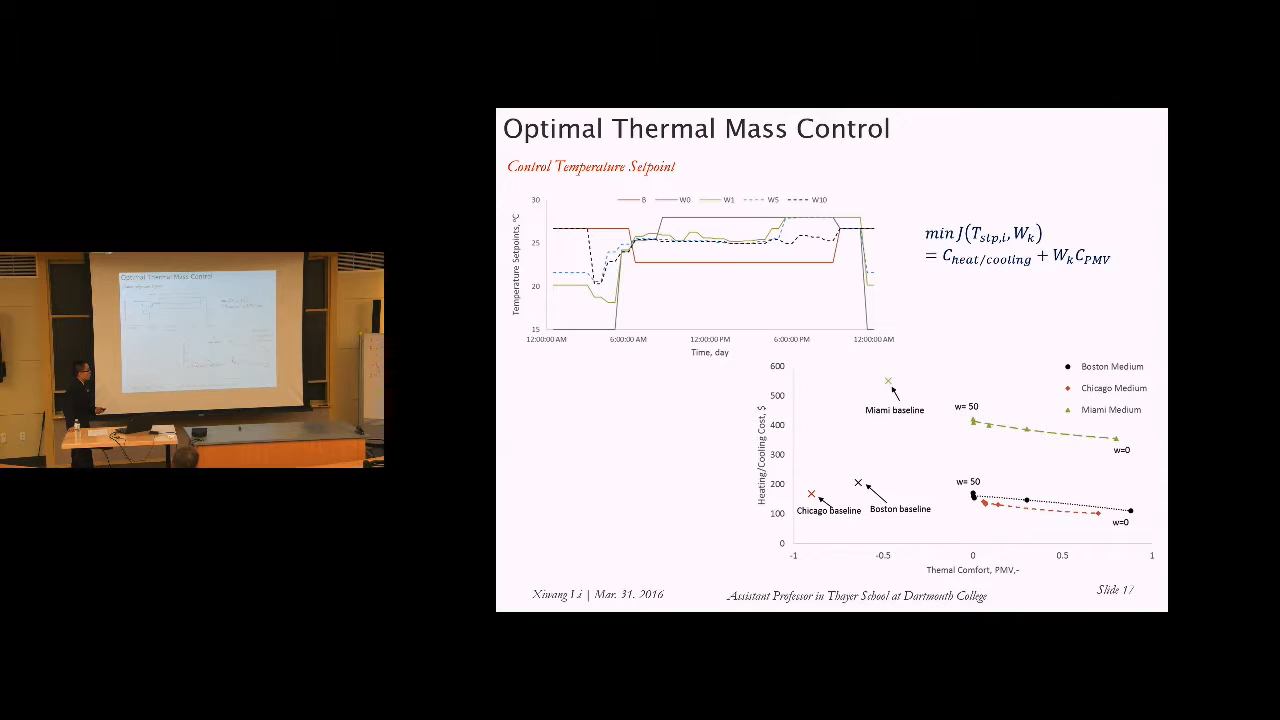 Optimal Thermal Mass Control
Control Temperature Setpoint
B W0 W1 W5 W10
Temperature Setpoints, °C
30
25
20
15
12:00:00 AM 6:00:00 AM 12:00:00 PM 6:00:00 PM 12:00:00 AM
Time, day
min J(T_stp,i, W_k)
= C_heat/cooling + W_k C_PMV
Heating/Cooling Cost, $
600
500
400
300
200
100
0
-1 -0.5 0 0.5 1
Themal Comfort, PMV,-
Boston Medium
Chicago Medium
Miami Medium
Miami baseline
w= 50
w=0
w= 50
Chicago baseline
Boston baseline
w=0
Xiwang Li | Mar. 31. 2016
Assistant Professor in Thayer School at Dartmouth College
Slide 17
Optimal Thermal Mass Control